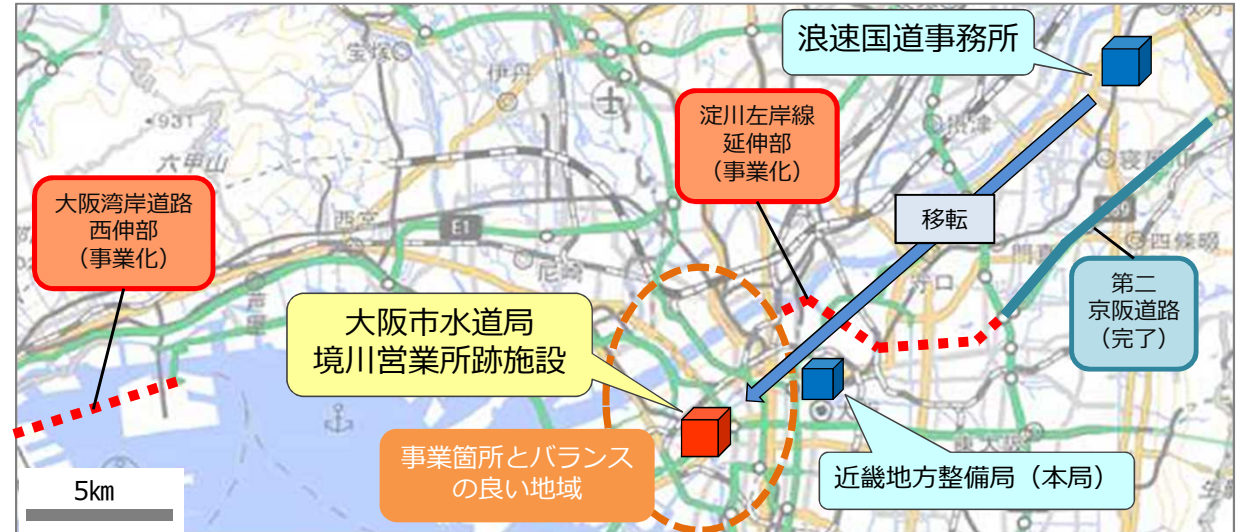 浪速国道事務所
淀川左岸線
延伸部
（事業化）
大阪湾岸道路
西伸部
（事業化）
移転
第二
京阪道路
（完了）
大阪市水道局
境川営業所跡施設
事業箇所とバランス
の良い地域
近畿地方整備局（本局）
5km
宝塚
伊丹
931
六甲山
西宮
E1
尼崎
芦屋
摂津
寝屋川
四條畷
門真
守口
東大阪